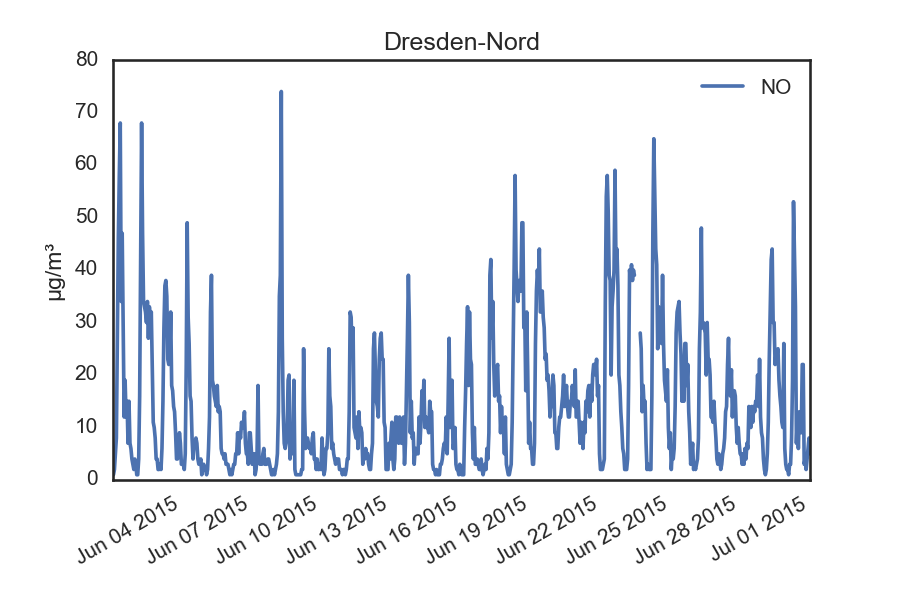 Dresden-Nord
80
70
60
50
40
30
20
10
0
µg/m³
NO
Jun 04 2015
Jun 07 2015
Jun 10 2015
Jun 13 2015
Jun 16 2015
Jun 19 2015
Jun 22 2015
Jun 25 2015
Jun 28 2015
Jul 01 2015